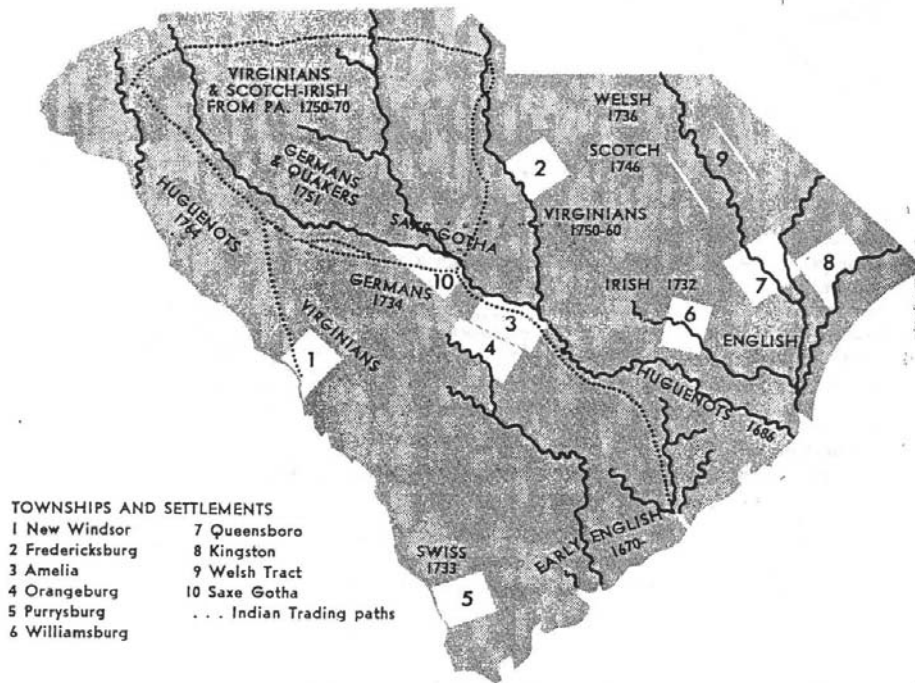 VIRGINIANS
& SCOTCH-IRISH
FROM PA. 1750-70
WELSH
1736
SCOTCH
1746
9
2
GERMANS
& QUAKERS
1751
HUGUENOTS
1764
SAXE GOTHA
VIRGINIANS
1750-60
10
GERMANS
1734
IRISH 1732
7
8
6
3
4
ENGLISH
VIRGINIANS
1
HUGUENOTS 1686
EARLY ENGLISH
1670-
SWISS
1733
5
TOWNSHIPS AND SETTLEMENTS
1 New Windsor
2 Fredericksburg
3 Amelia
4 Orangeburg
5 Purrysburg
6 Williamsburg
7 Queensboro
8 Kingston
9 Welsh Tract
10 Saxe Gotha
. . . Indian Trading paths